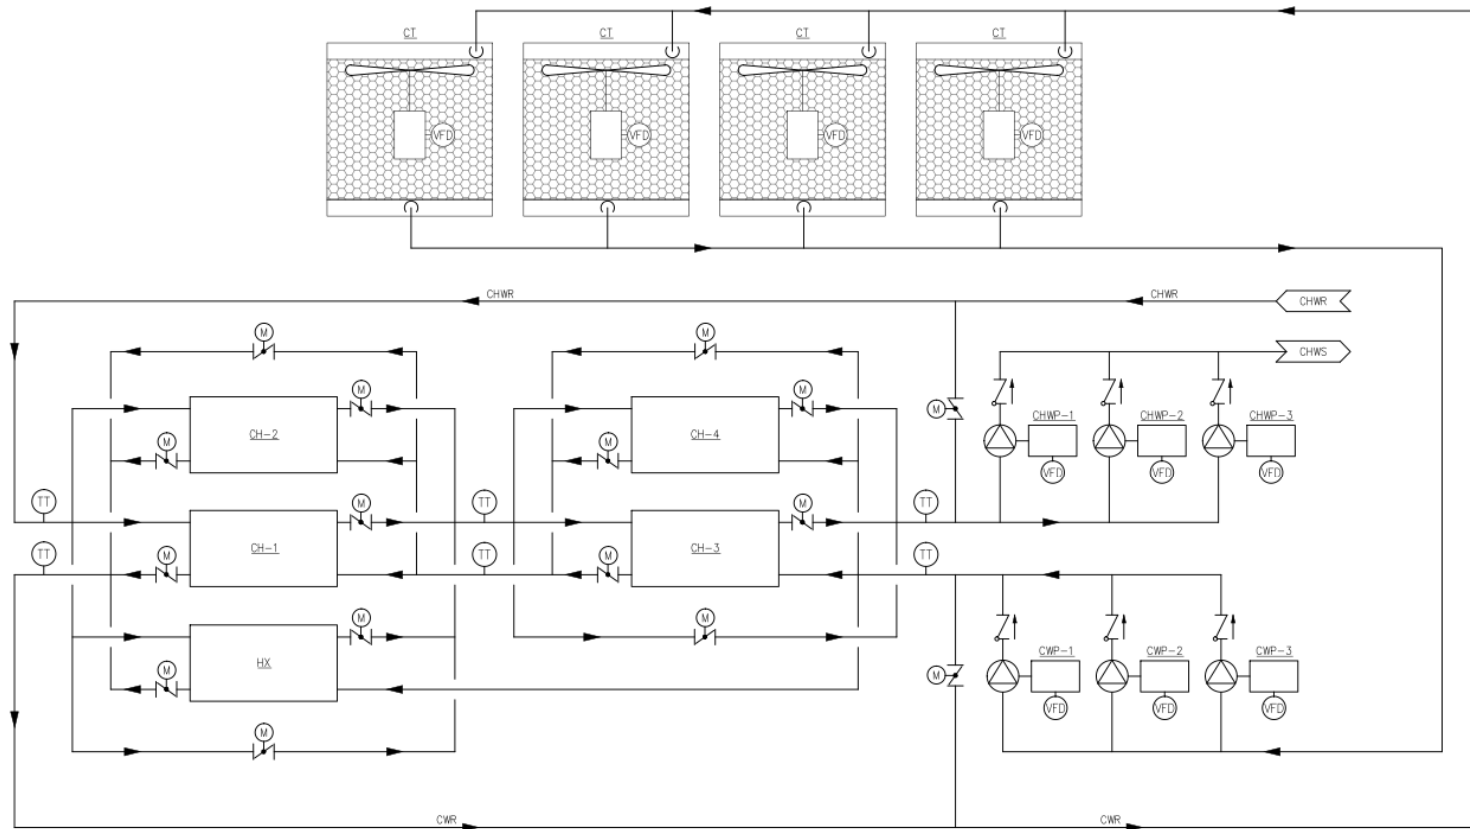 CT CT CT CT
VFD VFD VFD VFD
CHWR CHWR CHWR
M M CHWS
M M
CH-2 CH-4 M CHWP-1 CHWP-2 CHWP-3
M M
VFD VFD VFD
TT M TT M TT
CH-1 CH-3
TT M TT M TT
M M M
HX CWP-1 CWP-2 CWP-3
M M
VFD VFD VFD
M
CWR CWR